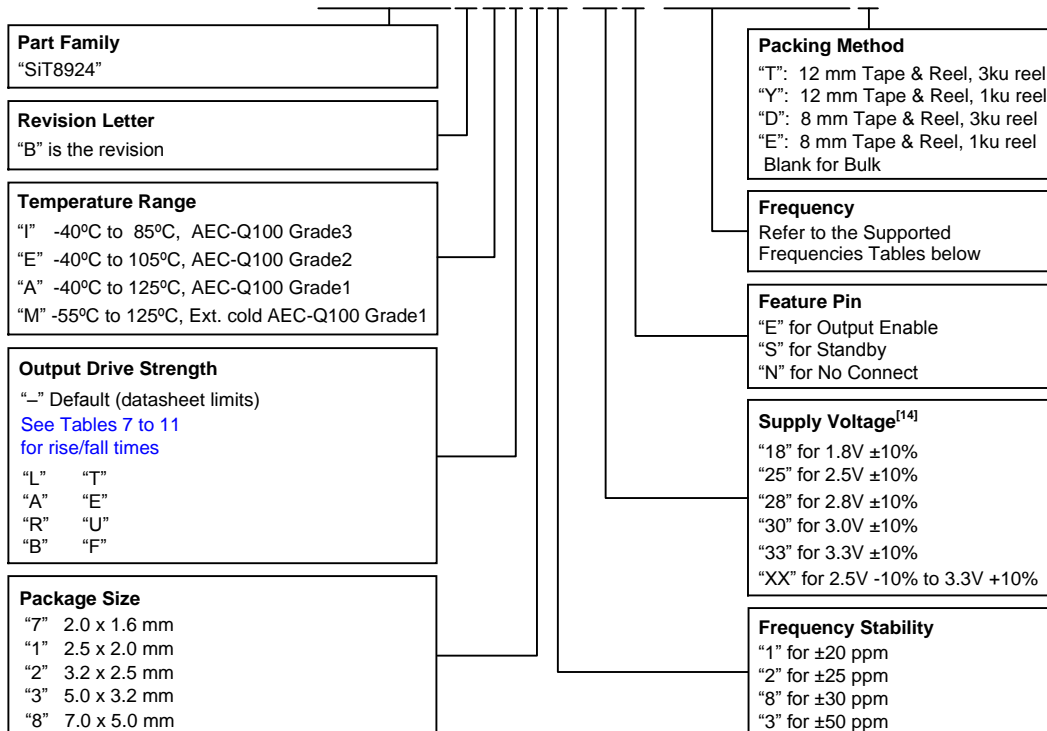 Part Family
“SiT8924”
Revision Letter
“B” is the revision
Temperature Range
“I” -40ºC to 85ºC, AEC-Q100 Grade3
“E” -40ºC to 105ºC, AEC-Q100 Grade2
“A” -40ºC to 125ºC, AEC-Q100 Grade1
“M” -55ºC to 125ºC, Ext. cold AEC-Q100 Grade1
Output Drive Strength
“–” Default (datasheet limits)
See Tables 7 to 11
for rise/fall times
“L” “T”
“A” “E”
“R” “U”
“B” “F”
Package Size
“7” 2.0 x 1.6 mm
“1” 2.5 x 2.0 mm
“2” 3.2 x 2.5 mm
“3” 5.0 x 3.2 mm
“8” 7.0 x 5.0 mm
Packing Method
“T”: 12 mm Tape & Reel, 3ku reel
“Y”: 12 mm Tape & Reel, 1ku reel
“D”: 8 mm Tape & Reel, 3ku reel
“E”: 8 mm Tape & Reel, 1ku reel
Blank for Bulk
Frequency
Refer to the Supported
Frequencies Tables below
Feature Pin
“E” for Output Enable
“S” for Standby
“N” for No Connect
Supply Voltage[14]
“18” for 1.8V ±10%
“25” for 2.5V ±10%
“28” for 2.8V ±10%
“30” for 3.0V ±10%
“33” for 3.3V ±10%
“XX” for 2.5V -10% to 3.3V +10%
Frequency Stability
“1” for ±20 ppm
“2” for ±25 ppm
“8” for ±30 ppm
“3” for ±50 ppm